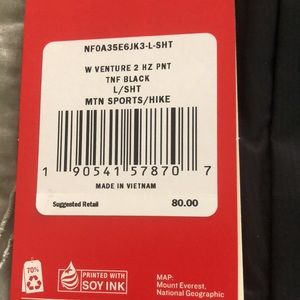 NF0A35E6JK3-L-SHT
W VENTURE 2 HZ PNT
TNF BLACK
L/SHT
MTN SPORTS/HIKE
1 90541 57870 7
MADE IN VIETNAM
Suggested Retail 80.00
70%
PRINTED WITH
SOY INK
MAP:
Mount Everest,
National Geographic